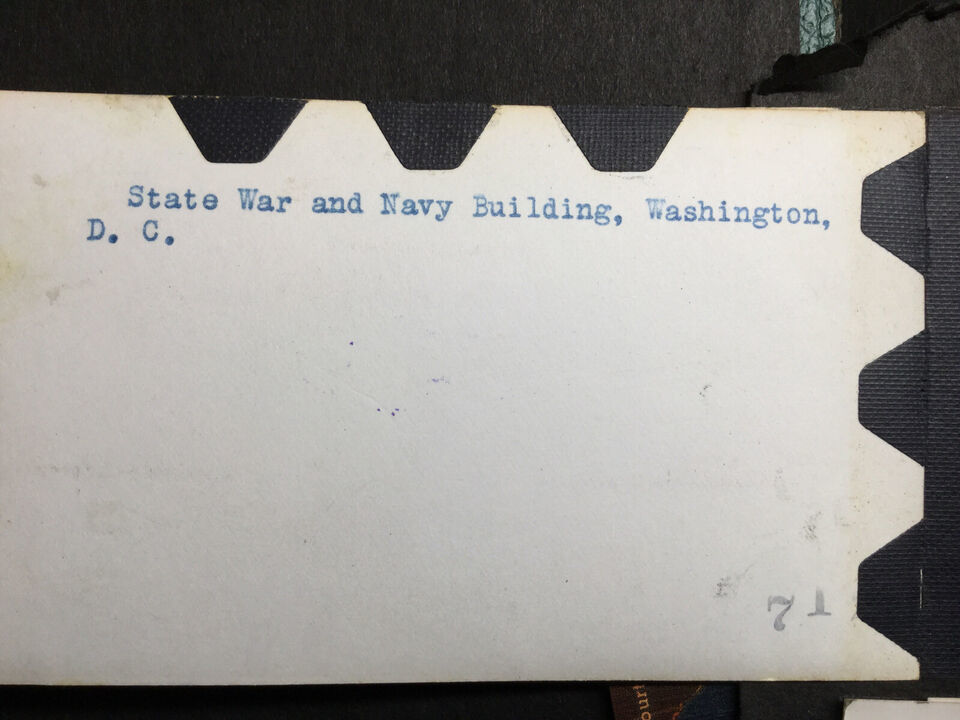 State War and Navy Building, Washington,
D. C.
71